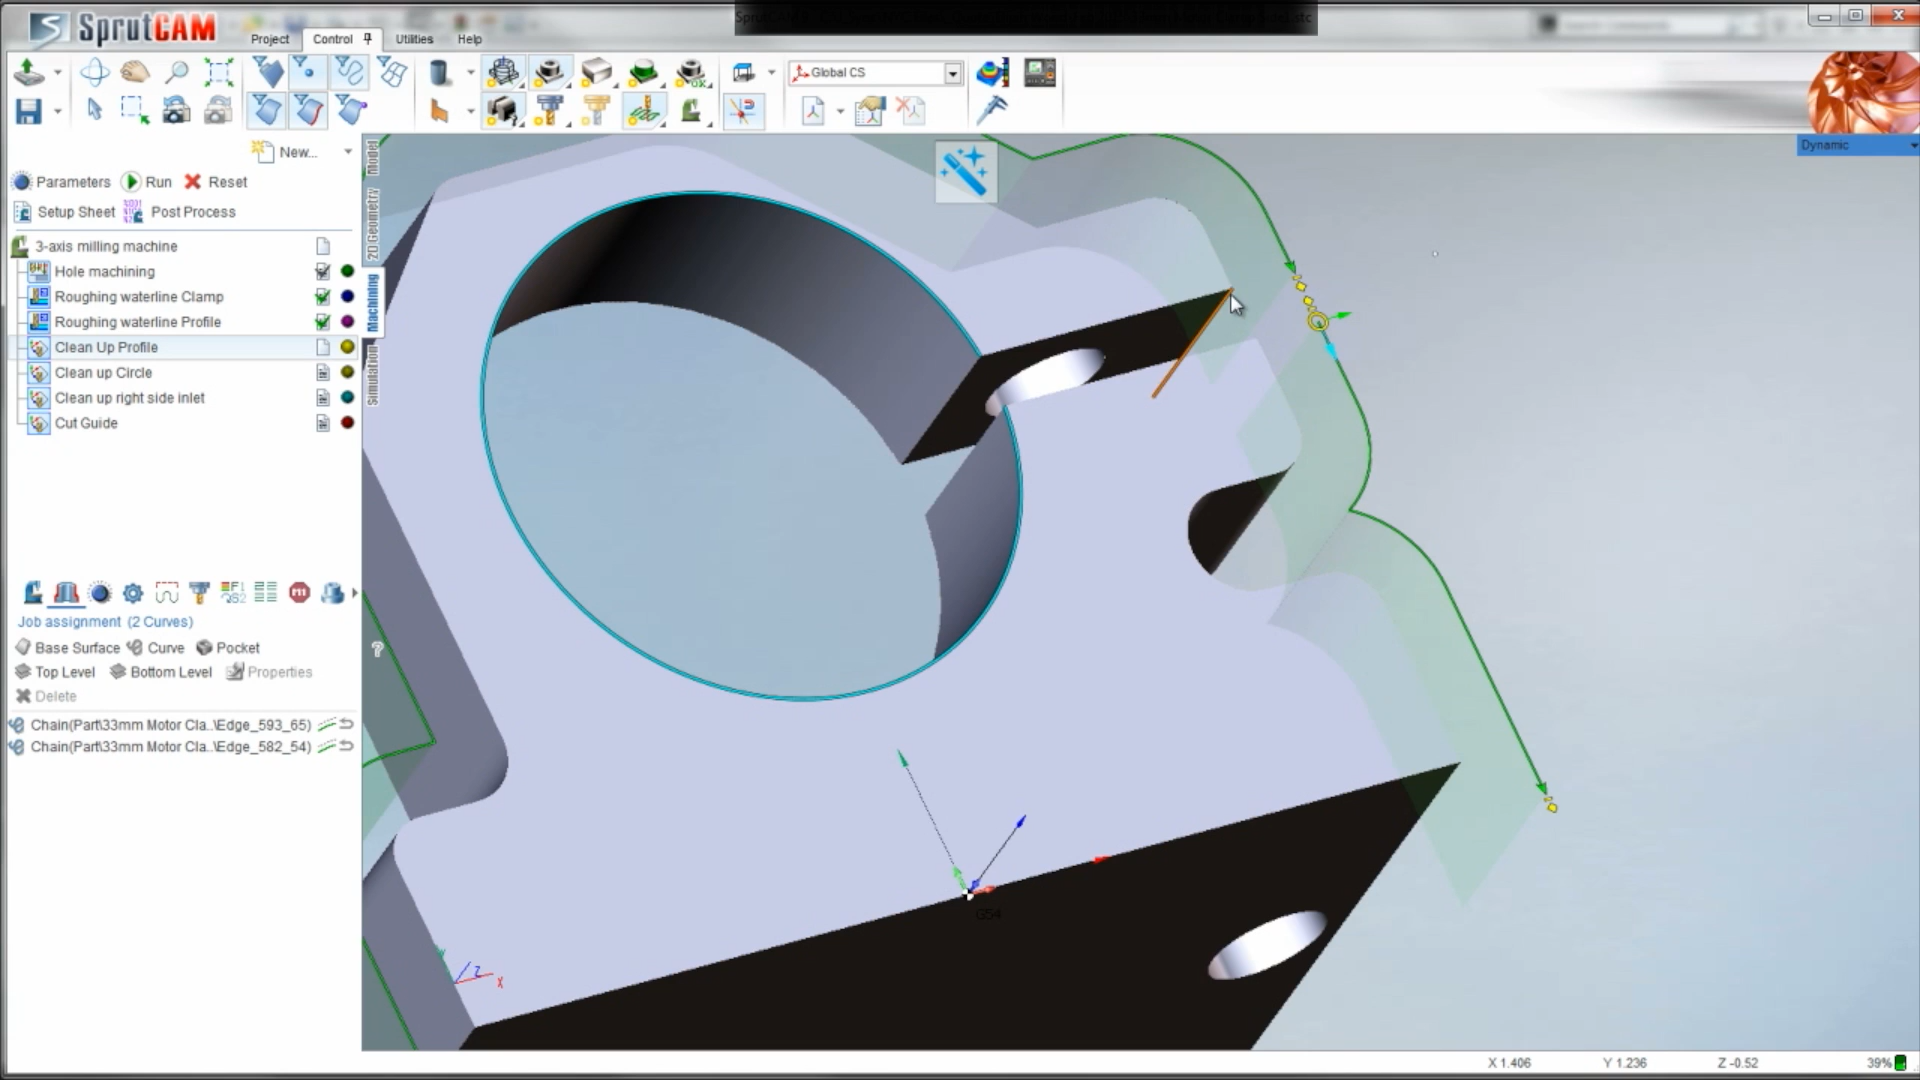 SprutCAM
Project
Control
Utilities
Help
Global CS
Dynamic
New...
Parameters
Run
Reset
Setup Sheet
Post Process
3-axis milling machine
Hole machining
Roughing waterline Clamp
Roughing waterline Profile
Clean Up Profile
Clean up Circle
Clean up right side inlet
Cut Guide
Model
2D Geometry
Machining
Simulation
Job assignment (2 Curves)
Base Surface
Curve
Pocket
Top Level
Bottom Level
Properties
Delete
Chain(Part\33mm Motor Cla..\Edge_593_65)
Chain(Part\33mm Motor Cla..\Edge_582_54)
?
G54
Z
X
X 1.406
Y 1.236
Z -0.52
39%